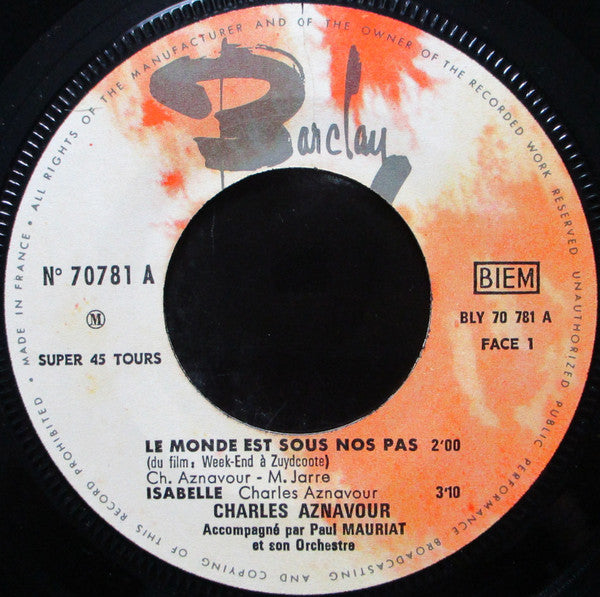 • ALL RIGHTS OF THE MANUFACTURER AND OF THE OWNER OF THE RECORDED WORK RESERVED UNAUTHORIZED PUBLIC PERFORMANCE BROADCASTING AND COPYING OF THIS RECORD PROHIBITED • MADE IN FRANCE
Barclay
N° 70781 A
BIEM
M
BLY 70 781 A
SUPER 45 TOURS
FACE 1
LE MONDE EST SOUS NOS PAS 2'00
(du film : Week-End à Zuydcoote)
Ch. Aznavour - M. Jarre
ISABELLE Charles Aznavour 3'10
CHARLES AZNAVOUR
Accompagné par Paul MAURIAT
et son Orchestre